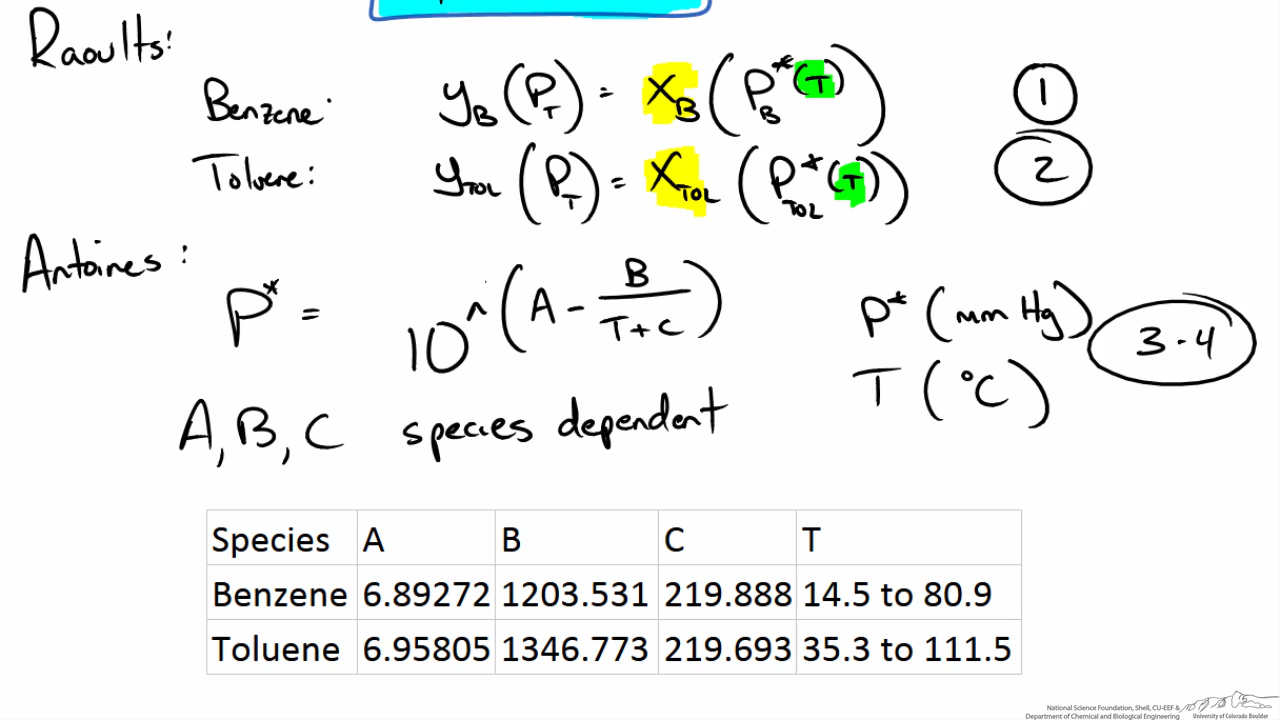 Raoults:
Benzene: y_B (P_T) = X_B (P_B^*(T)) 1
Toluene: y_TOL (P_T) = X_TOL (P_TOL^*(T)) 2
Antoines:
P^* = 10^(A - B/(T+C)) P^* (mm Hg) 3-4
T (°C)
A, B, C species dependent
Species A B C T
Benzene 6.89272 1203.531 219.888 14.5 to 80.9
Toluene 6.95805 1346.773 219.693 35.3 to 111.5
National Science Foundation, Shell, CU-EEF &
Department of Chemical and Biological Engineering
University of Colorado Boulder